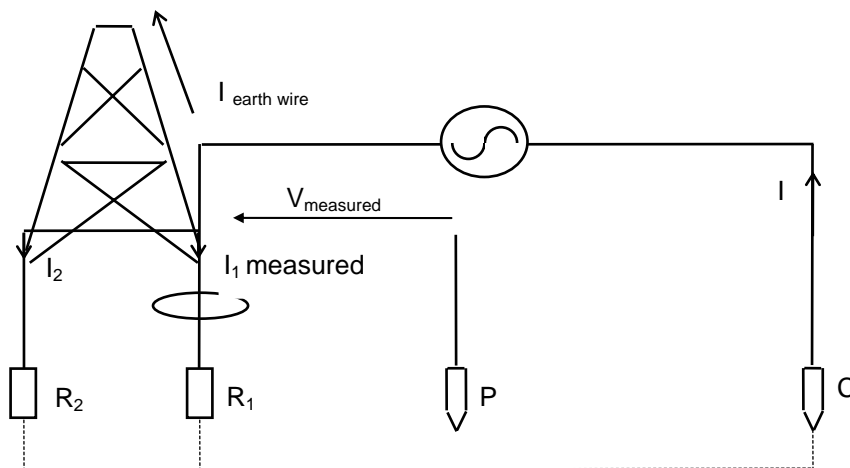 I earth wire
I
Vmeasured
I2
I1 measured
R2
R1
P
C